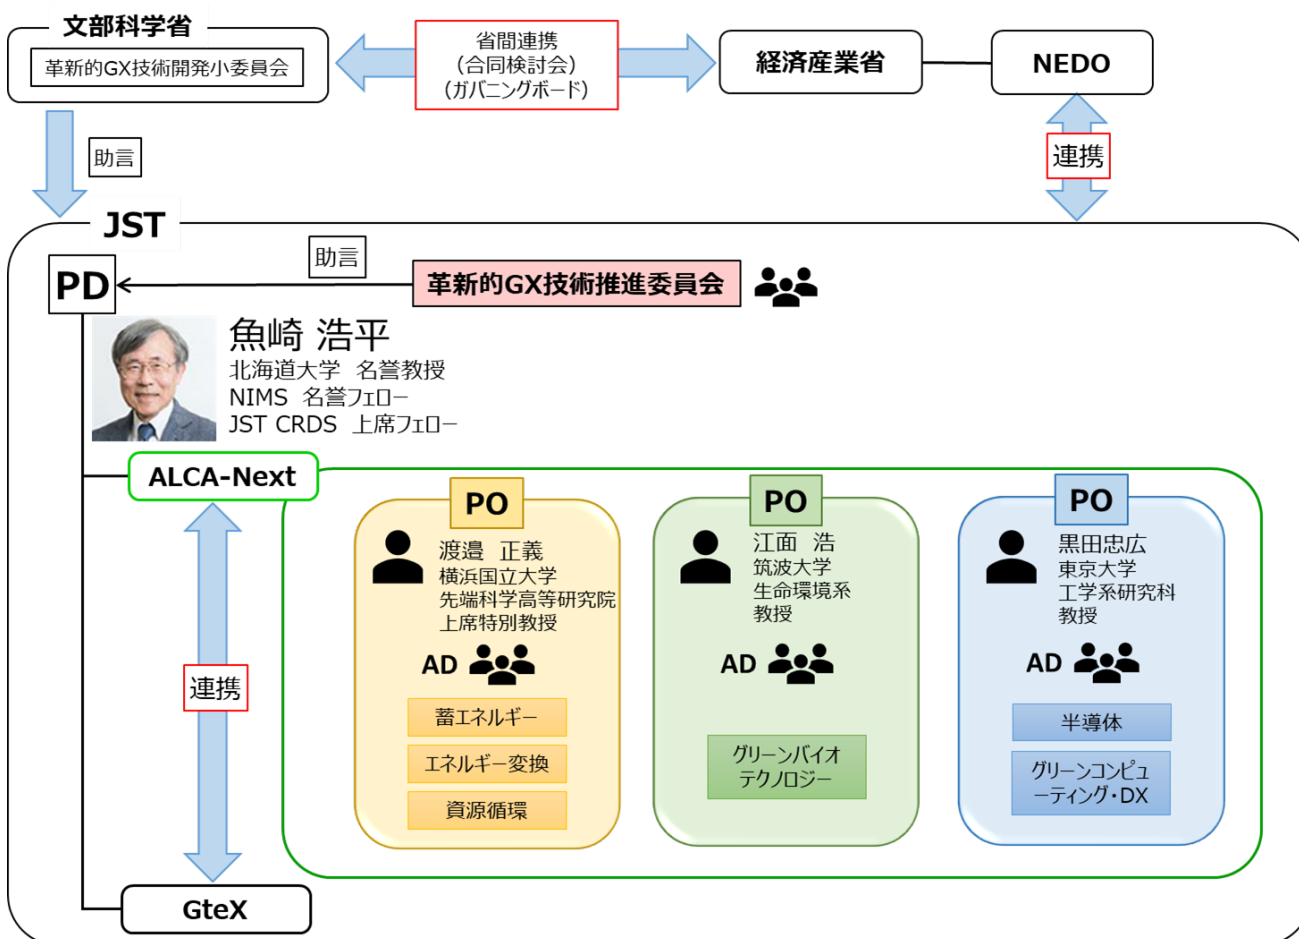 文部科学省
革新的GX技術開発小委員会
省間連携
(合同検討会)
(ガバニングボード)
経済産業省
NEDO
助言
連携
JST
PD
助言
革新的GX技術推進委員会
魚崎 浩平
北海道大学 名誉教授
NIMS 名誉フェロー
JST CRDS 上席フェロー
ALCA-Next
PO
渡邉 正義
横浜国立大学
先端科学高等研究院
上席特別教授
AD
蓄エネルギー
エネルギー変換
資源循環
PO
江面 浩
筑波大学
生命環境系
教授
AD
グリーンバイオ
テクノロジー
PO
黒田忠広
東京大学
工学系研究科
教授
AD
半導体
グリーンコンピュ
ーティング・DX
連携
GteX